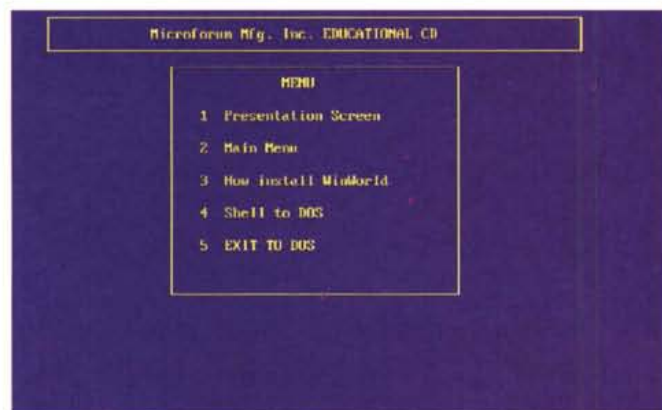 Microforum Mfg. Inc. EDUCATIONAL CD
MENU
1 Presentation Screen
2 Main Menu
3 How install WinWorld
4 Shell to DOS
5 EXIT TO DOS